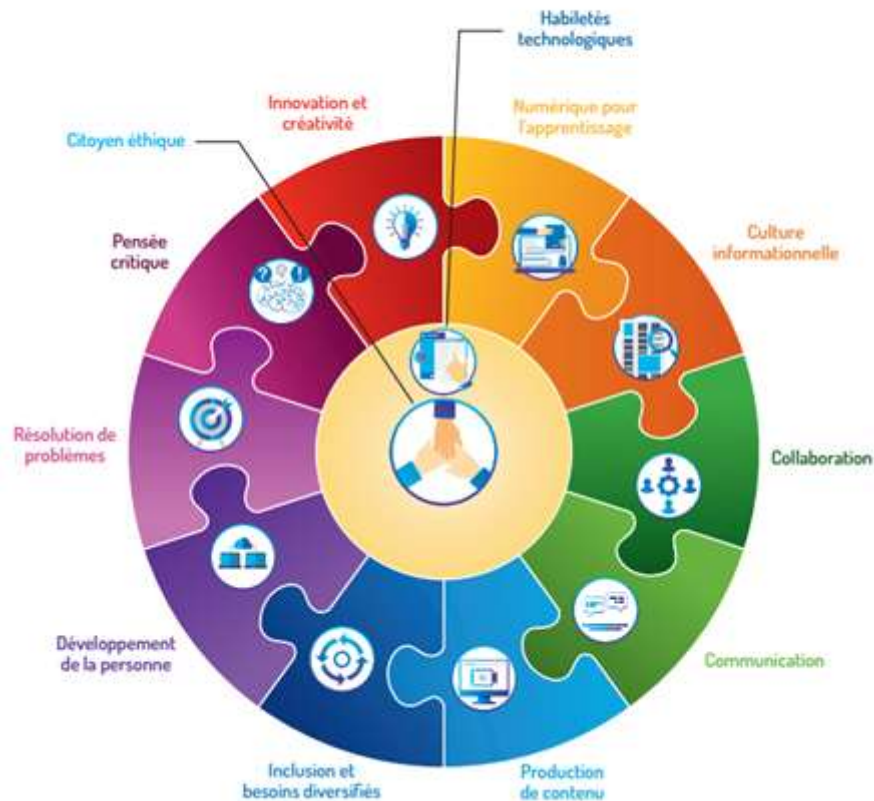 Habiletés
technologiques
Innovation et
créativité
Numérique pour
l'apprentissage
Citoyen éthique
Pensée
critique
Culture
informationnelle
Résolution de
problèmes
Collaboration
Développement
de la personne
Communication
Inclusion et
besoins diversifiés
Production
de contenu